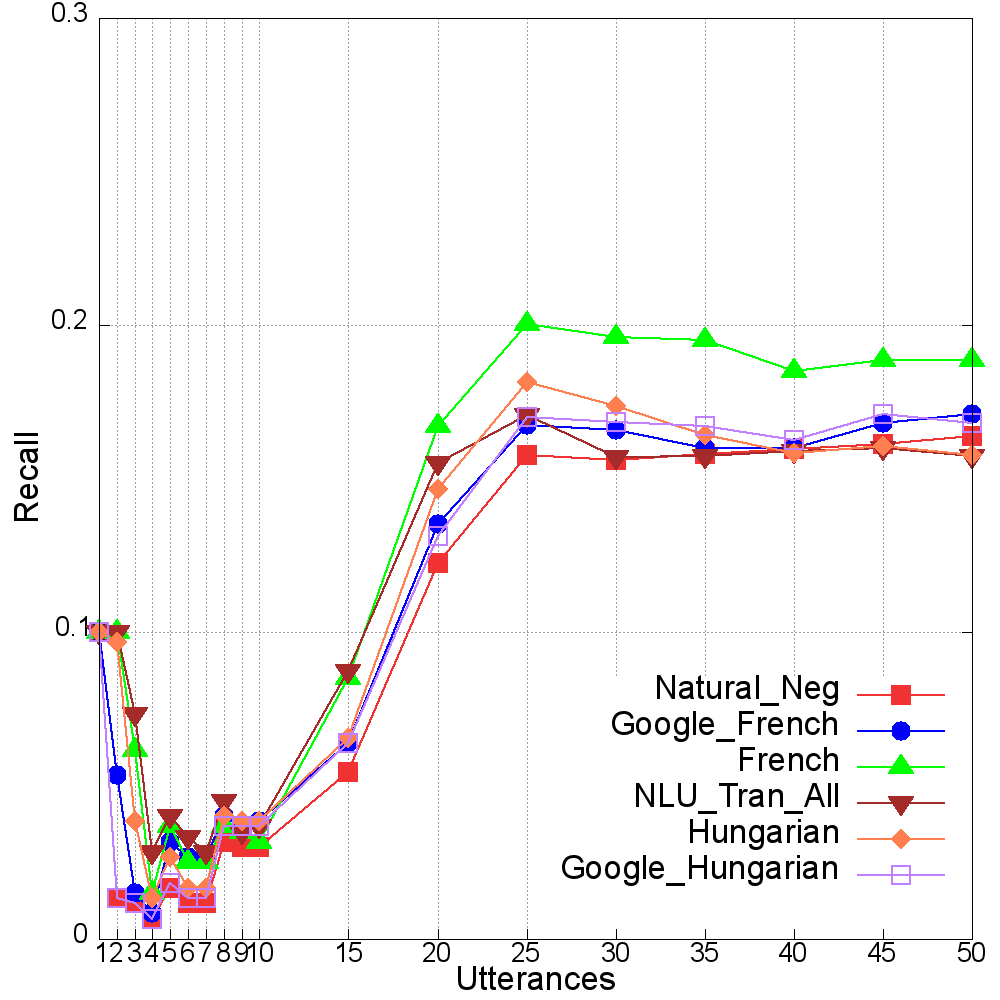 0.3
0.2
0.1
0
Recall
1 2 3 4 5 6 7 8 9 10 15 20 25 30 35 40 45 50
Utterances
Natural_Neg
Google_French
French
NLU_Tran_All
Hungarian
Google_Hungarian